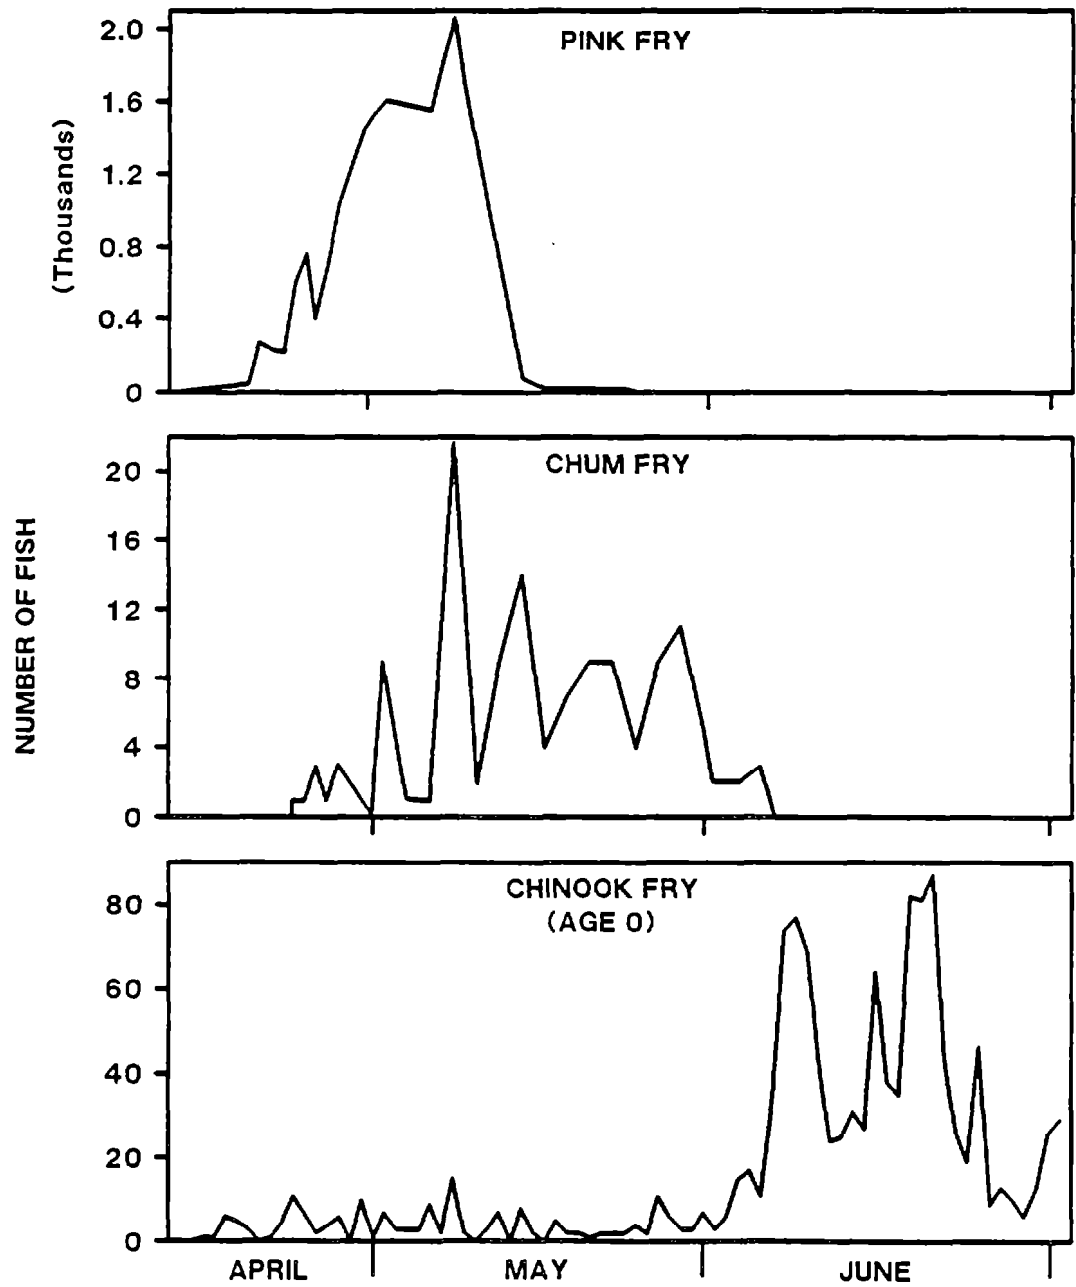 PINK FRY
(Thousands)
2.0
1.6
1.2
0.8
0.4
0
NUMBER OF FISH
CHUM FRY
20
16
12
8
4
0
CHINOOK FRY
(AGE 0)
80
60
40
20
0
APRIL MAY JUNE